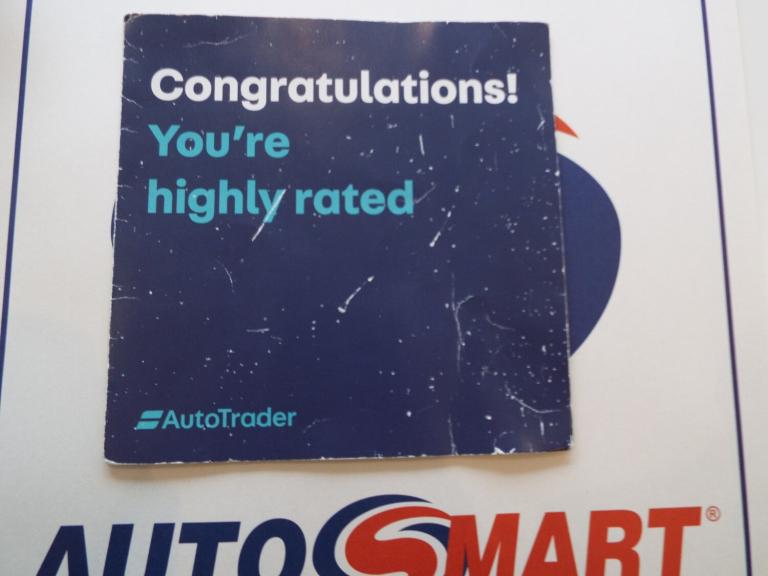 Congratulations!
You're
highly rated
AutoTrader
AUTOSMART®